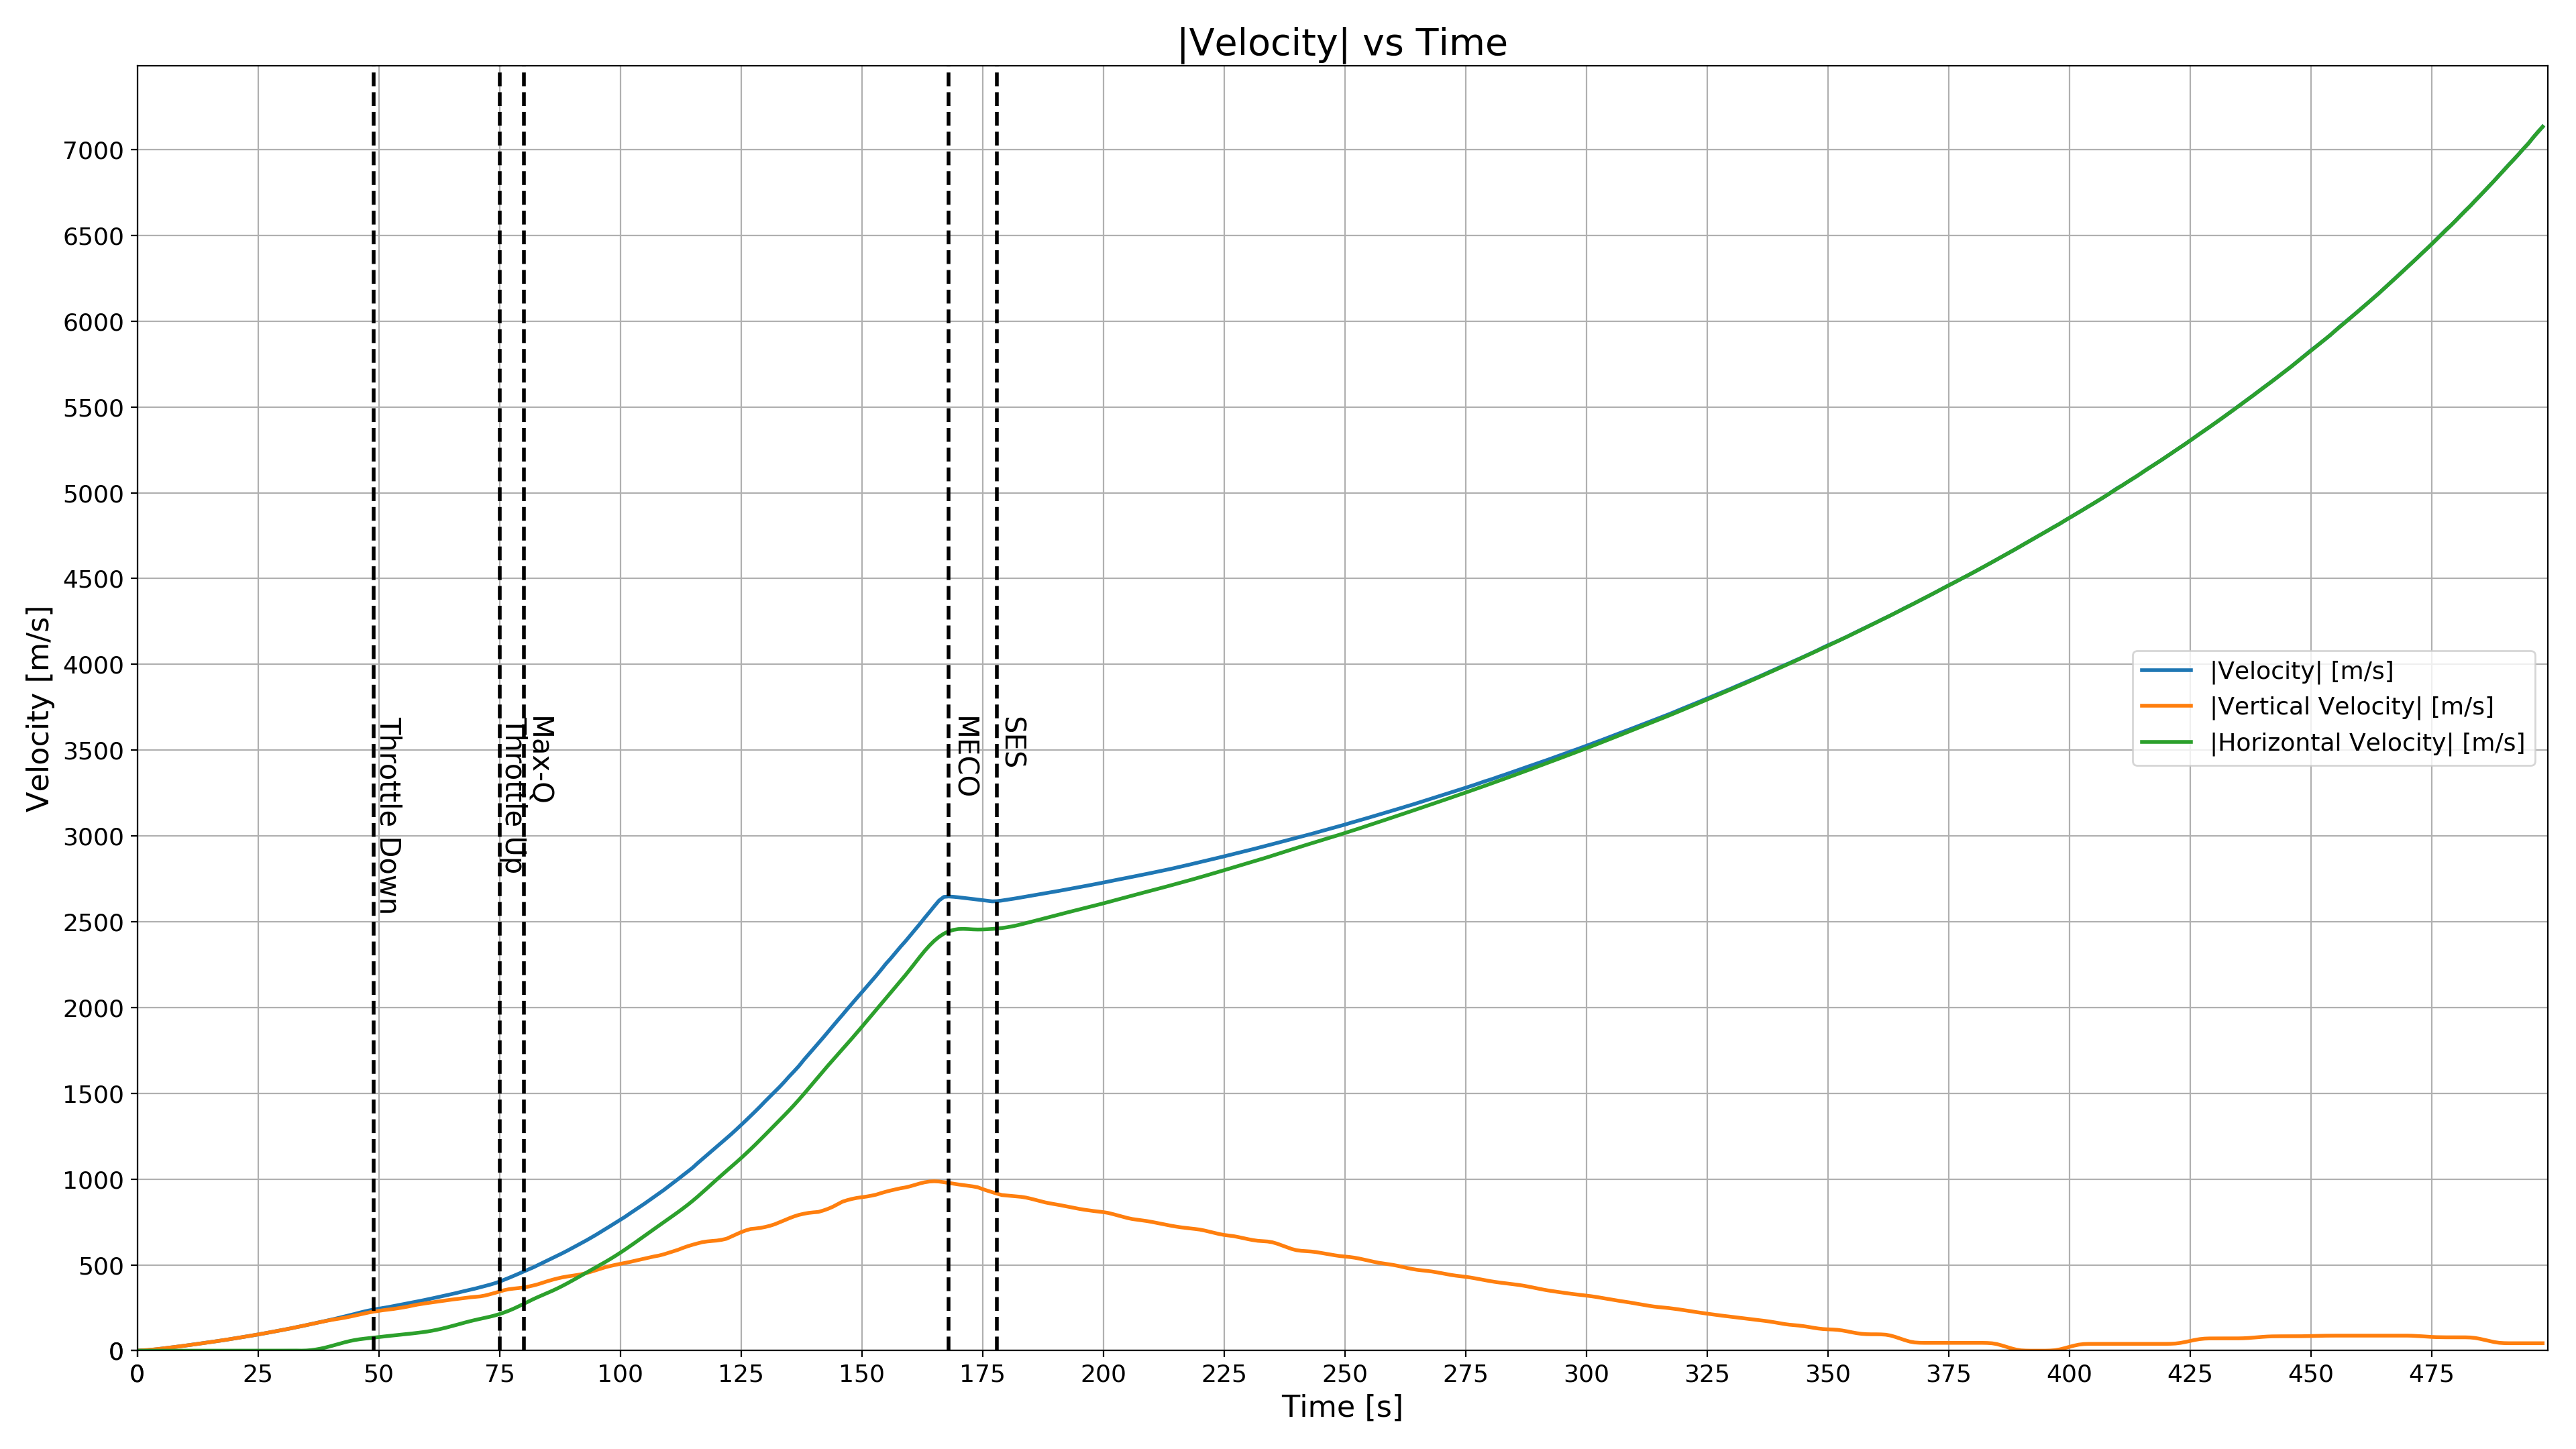 |Velocity| vs Time
Velocity [m/s]
7000
6500
6000
5500
5000
4500
4000
3500
3000
2500
2000
1500
1000
500
0
Throttle Down
Throttle Up
Max-Q
MECO
SES
|Velocity| [m/s]
|Vertical Velocity| [m/s]
|Horizontal Velocity| [m/s]
0 25 50 75 100 125 150 175 200 225 250 275 300 325 350 375 400 425 450 475
Time [s]